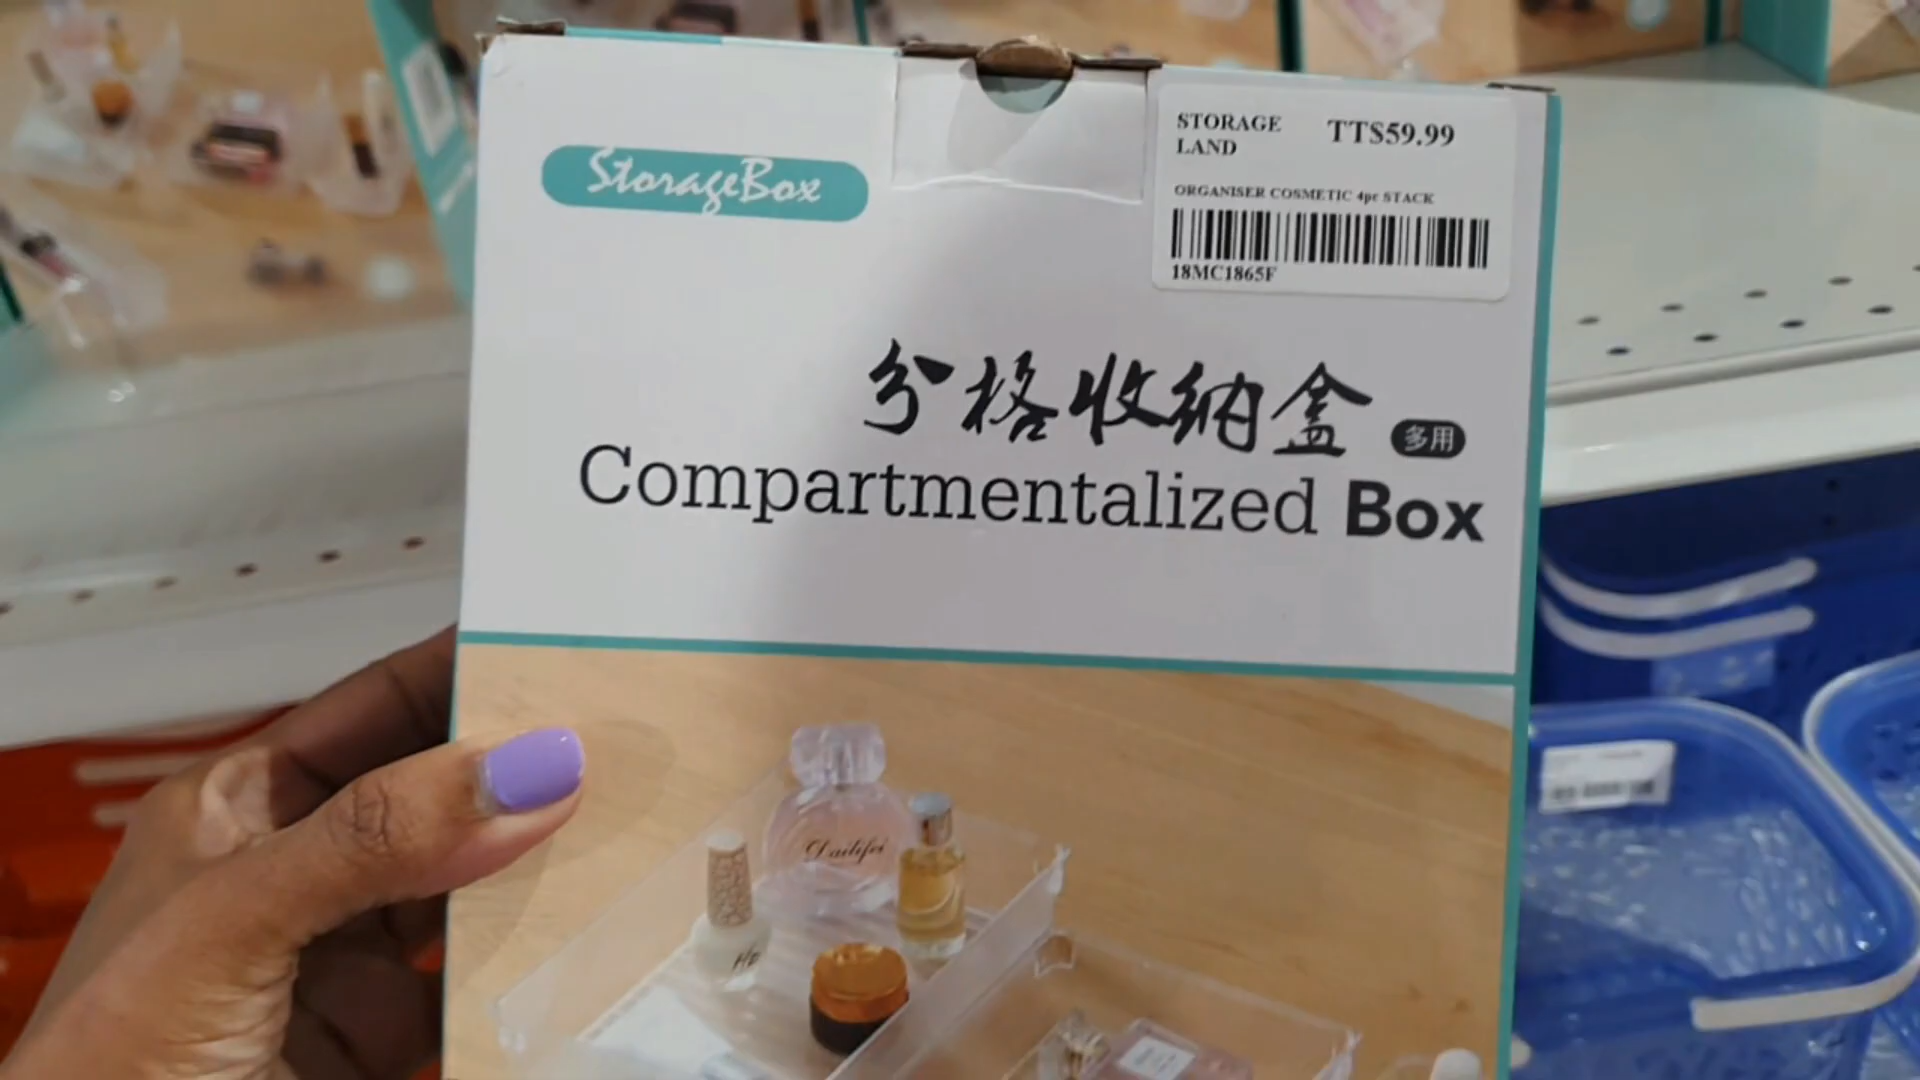 StorageBox
STORAGE LAND
TT$59.99
ORGANISER COSMETIC 4pc STACK
18MC1865F
分格收纳盒 多用
Compartmentalized Box
Dailifei